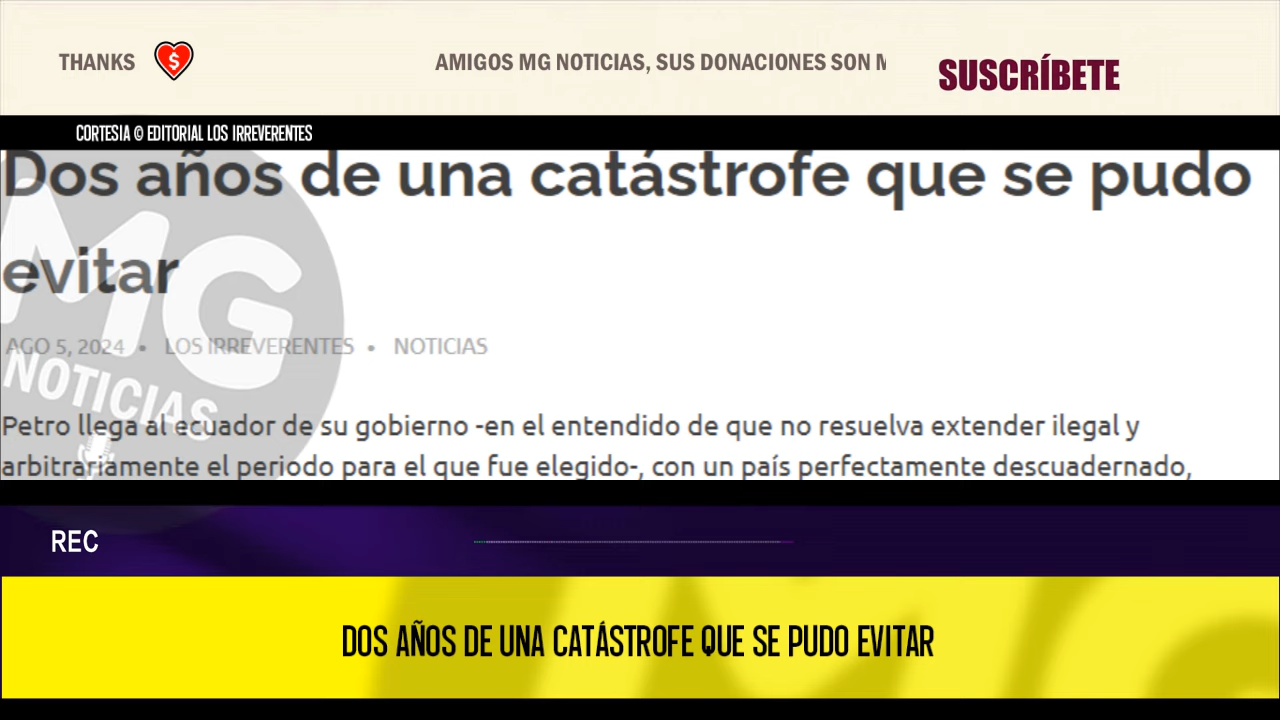 THANKS
AMIGOS MG NOTICIAS, SUS DONACIONES SON
SUSCRÍBETE
CORTESIA © EDITORIAL LOS IRREVERENTES
Dos años de una catástrofe que se pudo
evitar
AGO 5, 2024 • LOS IRREVERENTES • NOTICIAS
MG
NOTICIAS
Petro llega al ecuador de su gobierno -en el entendido de que no resuelva extender ilegal y
arbitrariamente el periodo para el que fue elegido-, con un país perfectamente descuadernado,
REC
DOS AÑOS DE UNA CATÁSTROFE QUE SE PUDO EVITAR